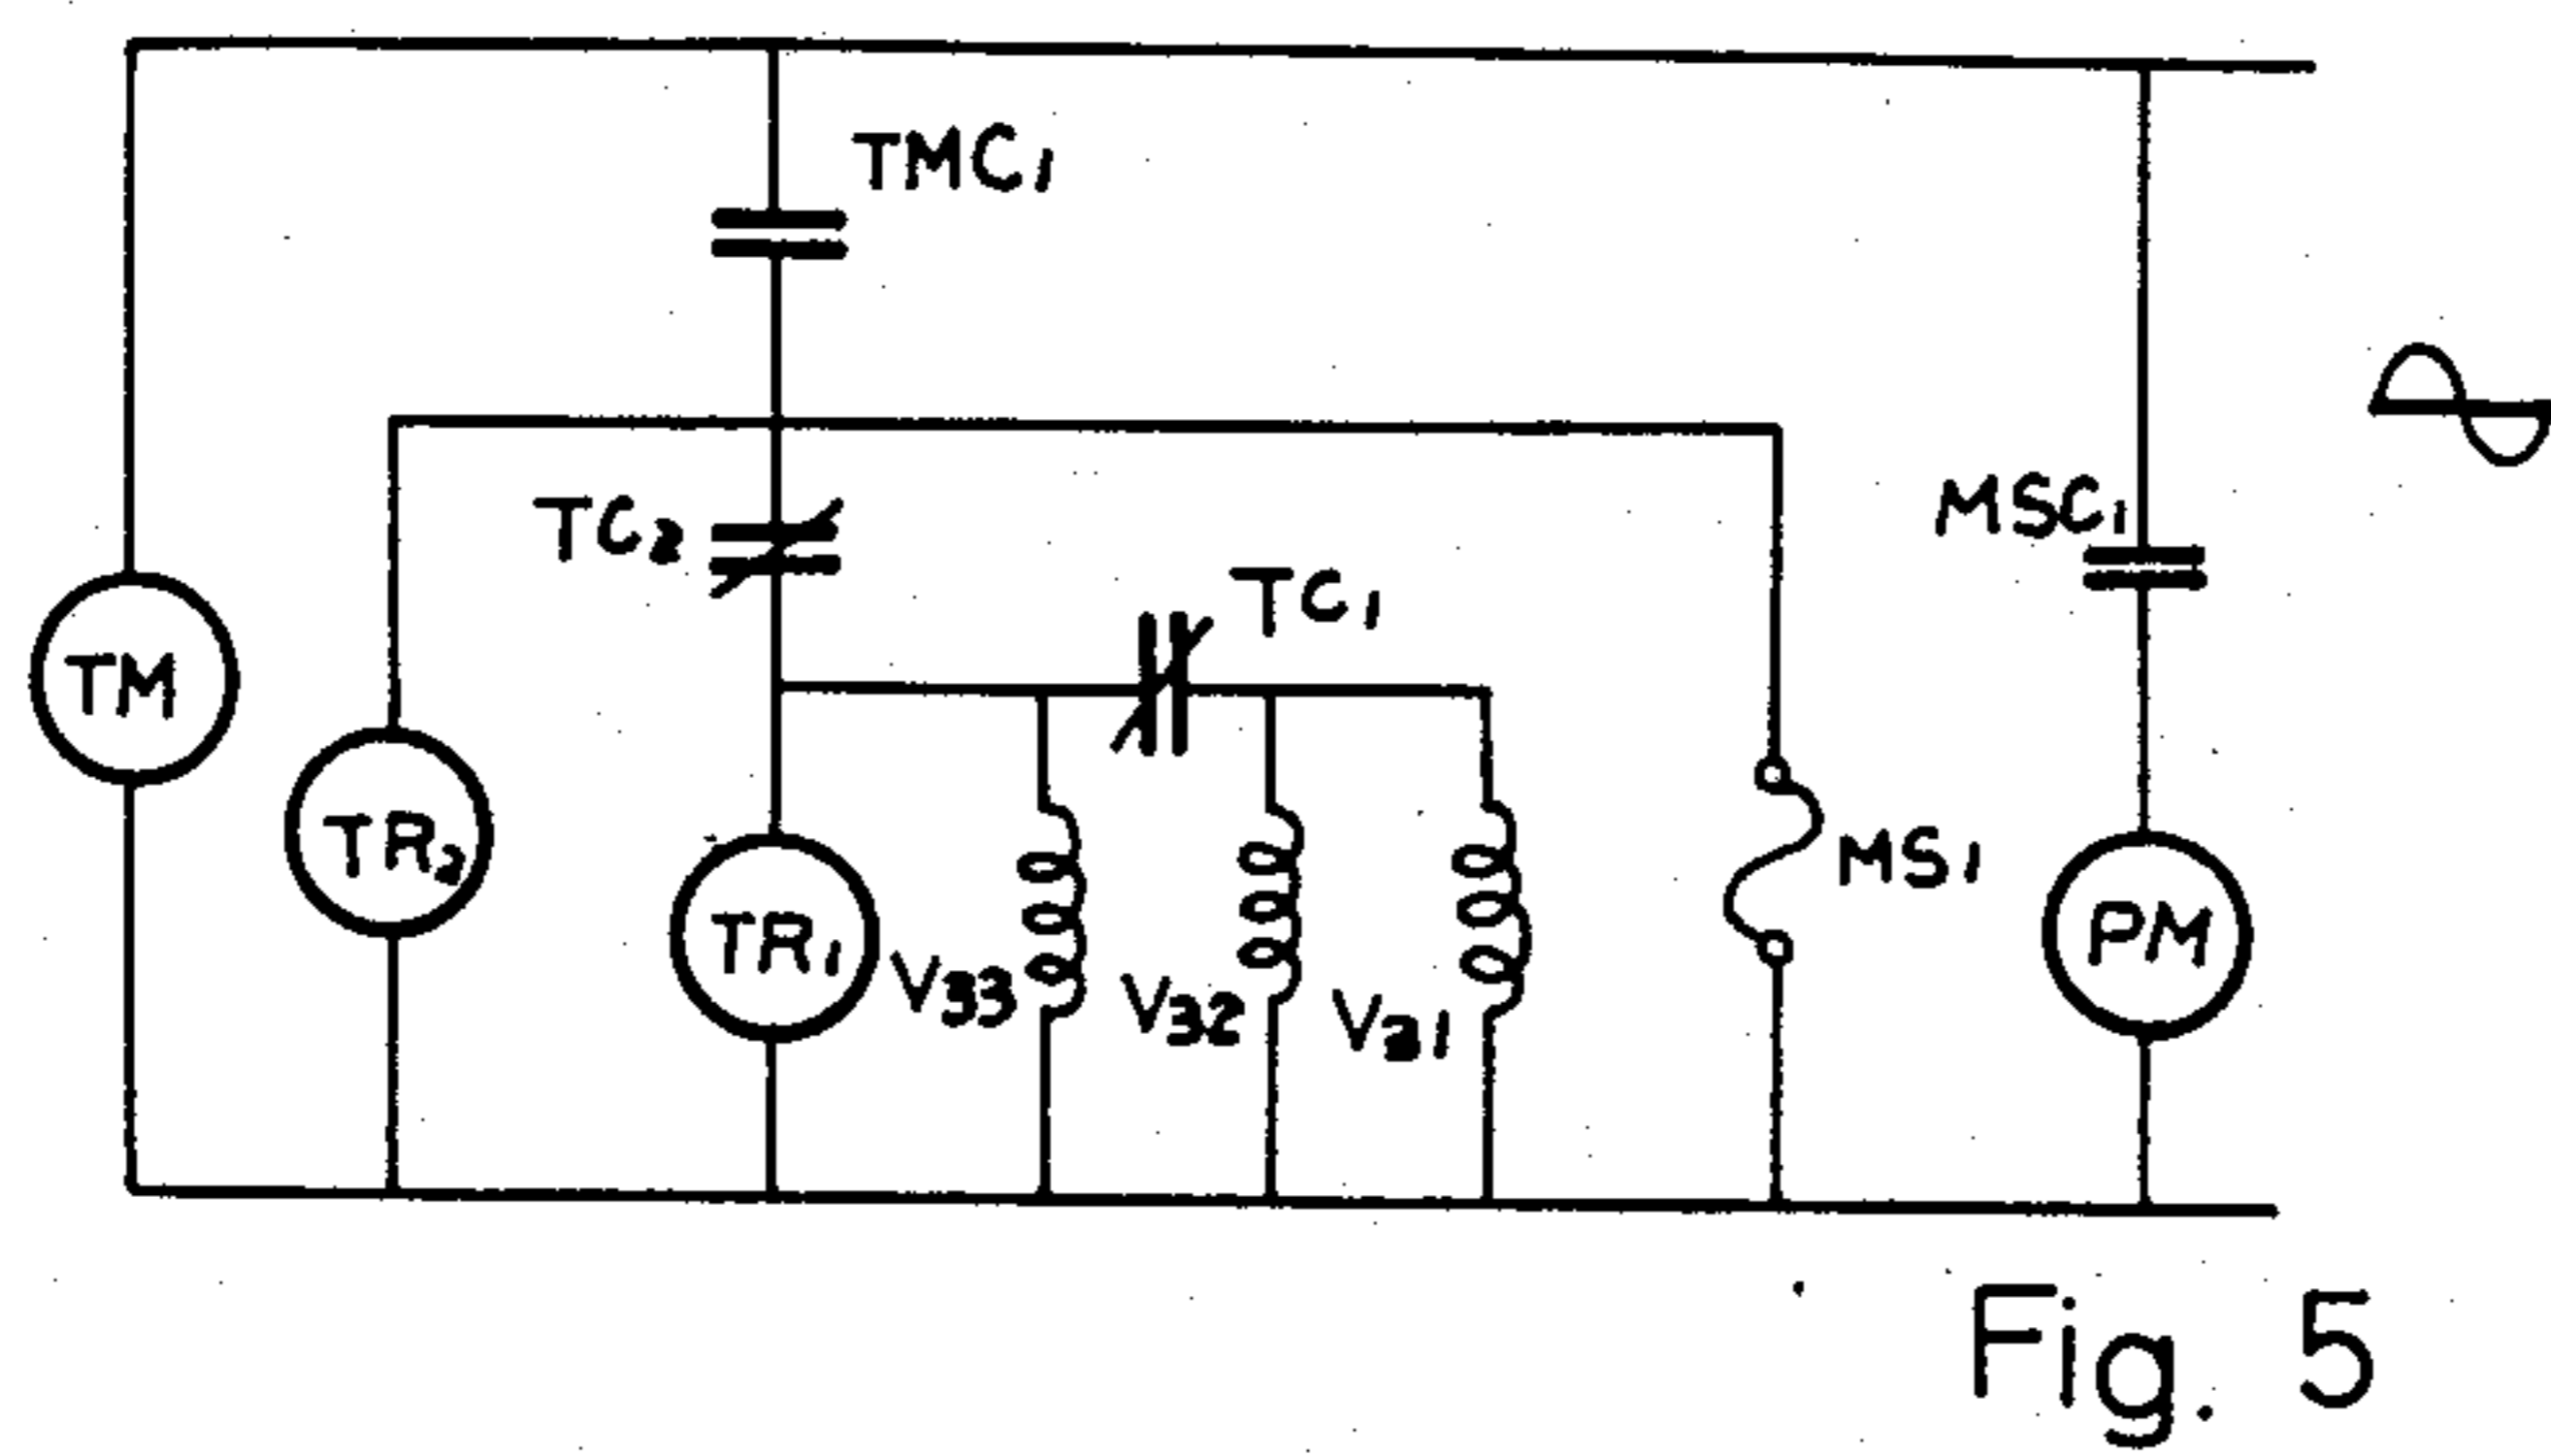 TMC1
TC2
MSC1
TC1
TM
TR2
TR1
MS1
PM
V33
V32
V31
Fig. 5